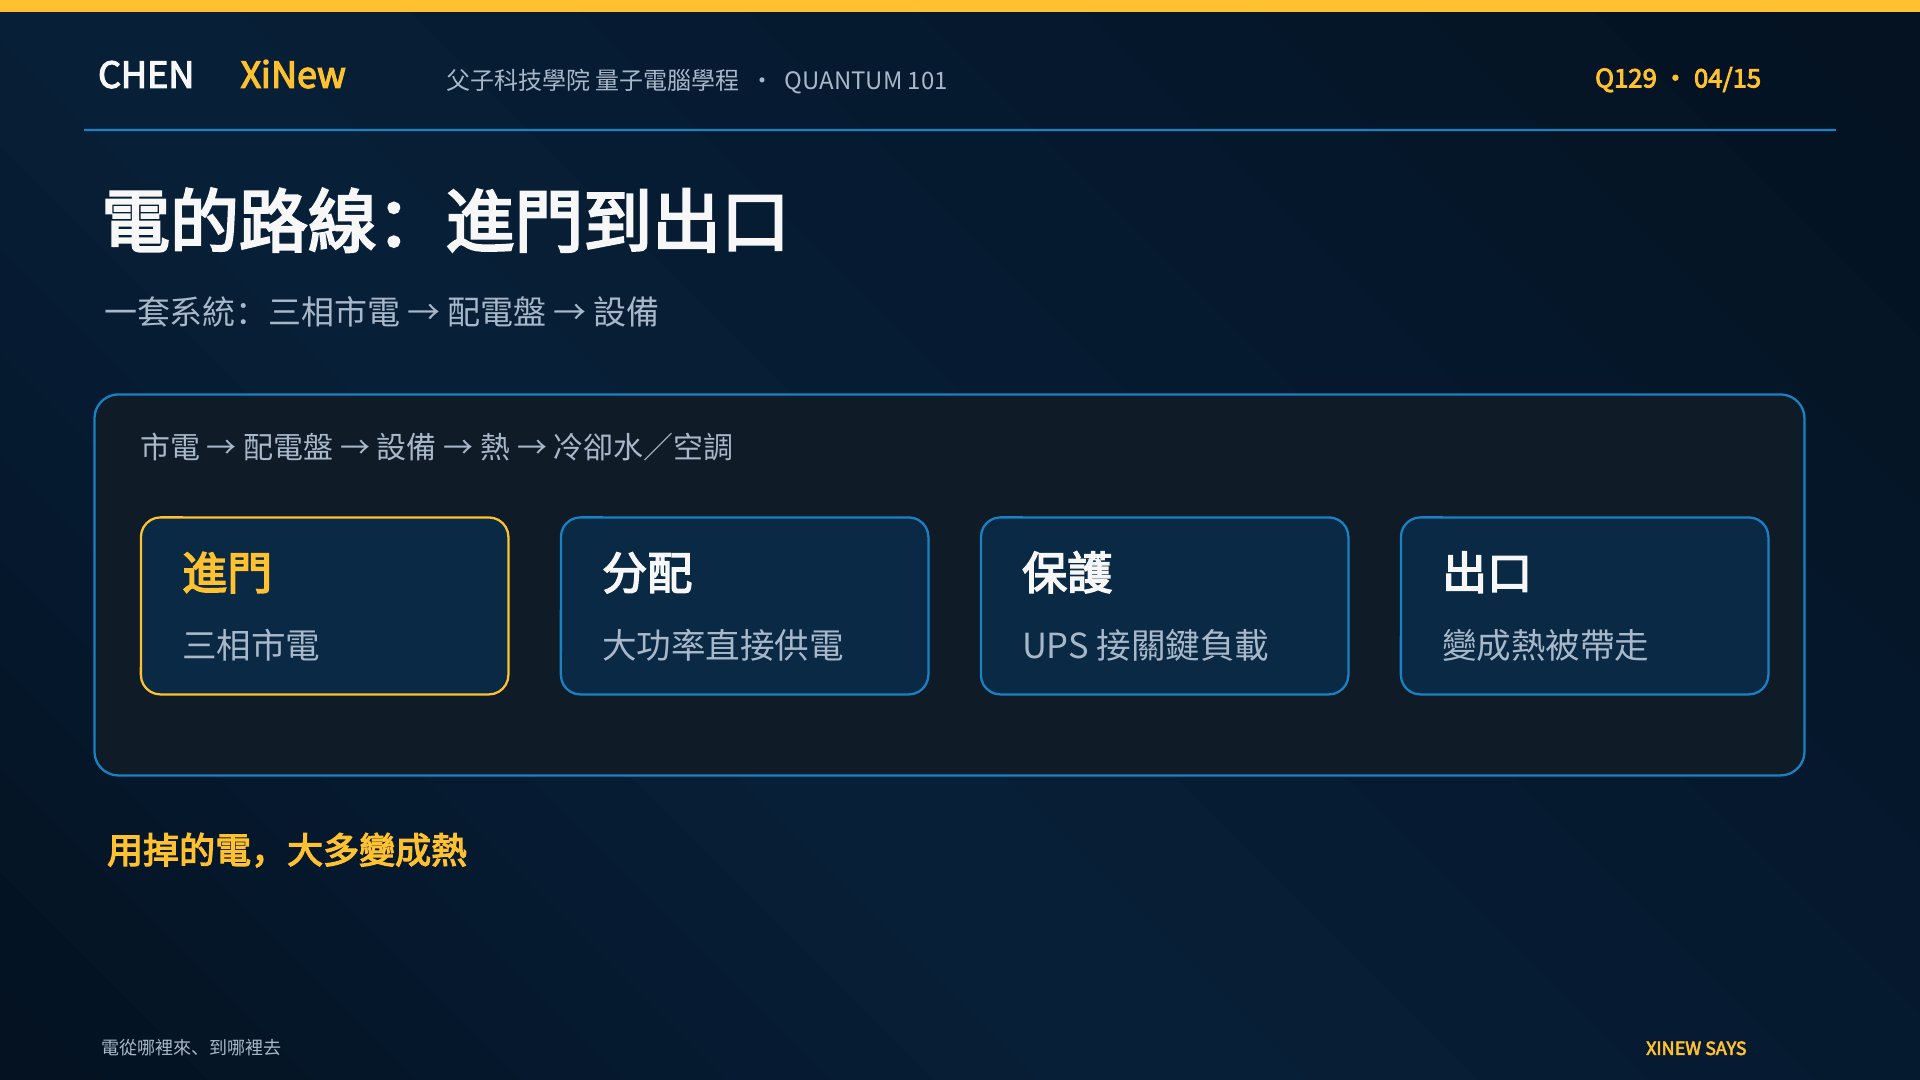 CHEN XiNew 父子科技學院 量子電腦學程 · QUANTUM 101 Q129 · 04/15
電的路線：進門到出口
一套系統：三相市電→配電盤→設備
市電→配電盤→設備→熱→冷卻水／空調
進門
三相市電
分配
大功率直接供電
保護
UPS 接關鍵負載
出口
變成熱被帶走
用掉的電，大多變成熱
電從哪裡來、到哪裡去
XINEW SAYS